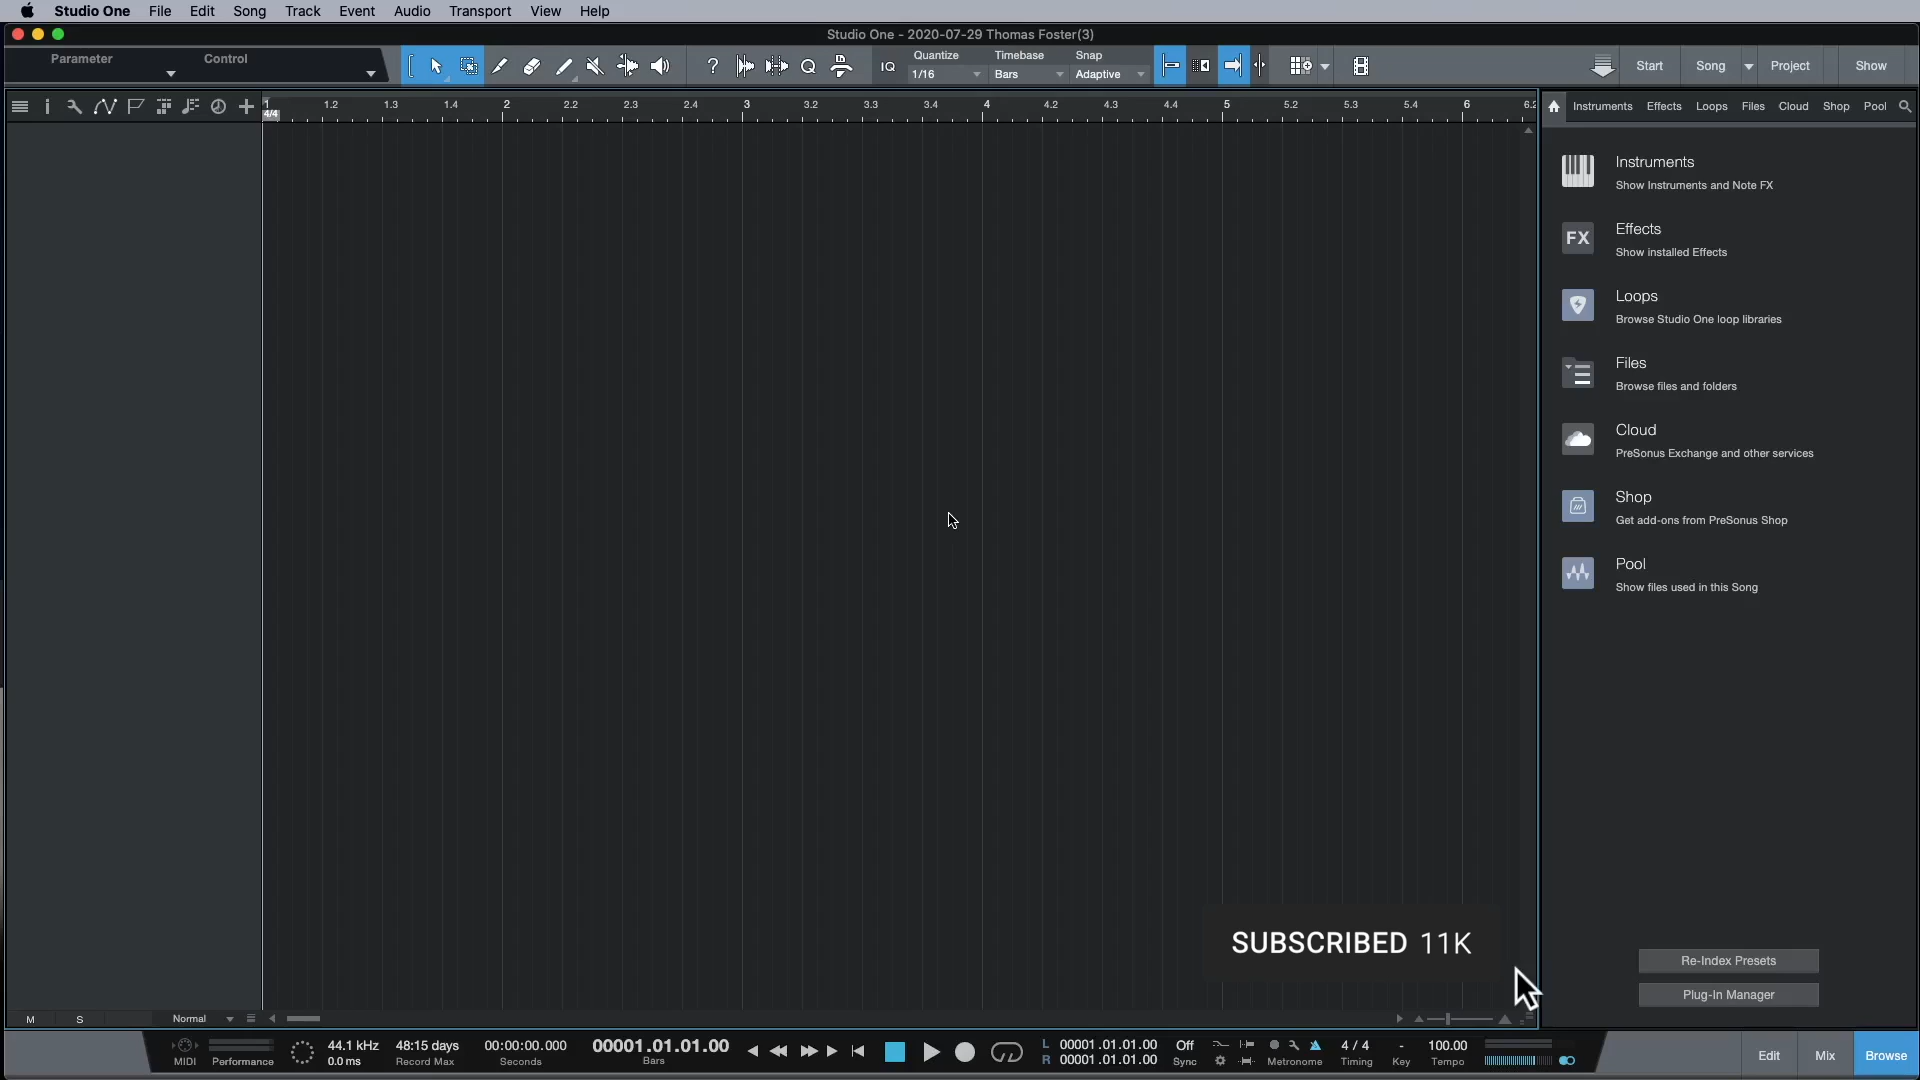 Studio One File Edit Song Track Event Audio Transport View Help
Studio One - 2020-07-29 Thomas Foster(3)
Parameter Control
IQ Quantize 1/16 Timebase Bars Snap Adaptive
Start Song Project Show
1 1.2 1.3 1.4 2 2.2 2.3 2.4 3 3.2 3.3 3.4 4 4.2 4.3 4.4 5 5.2 5.3 5.4 6 6.2
4/4
Instruments Effects Loops Files Cloud Shop Pool
Instruments
Show Instruments and Note FX
FX
Effects
Show installed Effects
Loops
Browse Studio One loop libraries
Files
Browse files and folders
Cloud
PreSonus Exchange and other services
Shop
Get add-ons from PreSonus Shop
Pool
Show files used in this Song
SUBSCRIBED 11K
Re-Index Presets
Plug-In Manager
M S Normal
44.1 kHz 48:15 days 00:00:00.000 00001.01.01.00 L 00001.01.01.00 Off 4 / 4 - 100.00
MIDI Performance 0.0 ms Record Max Seconds Bars R 00001.01.01.00 Sync Metronome Timing Key Tempo
Edit Mix Browse